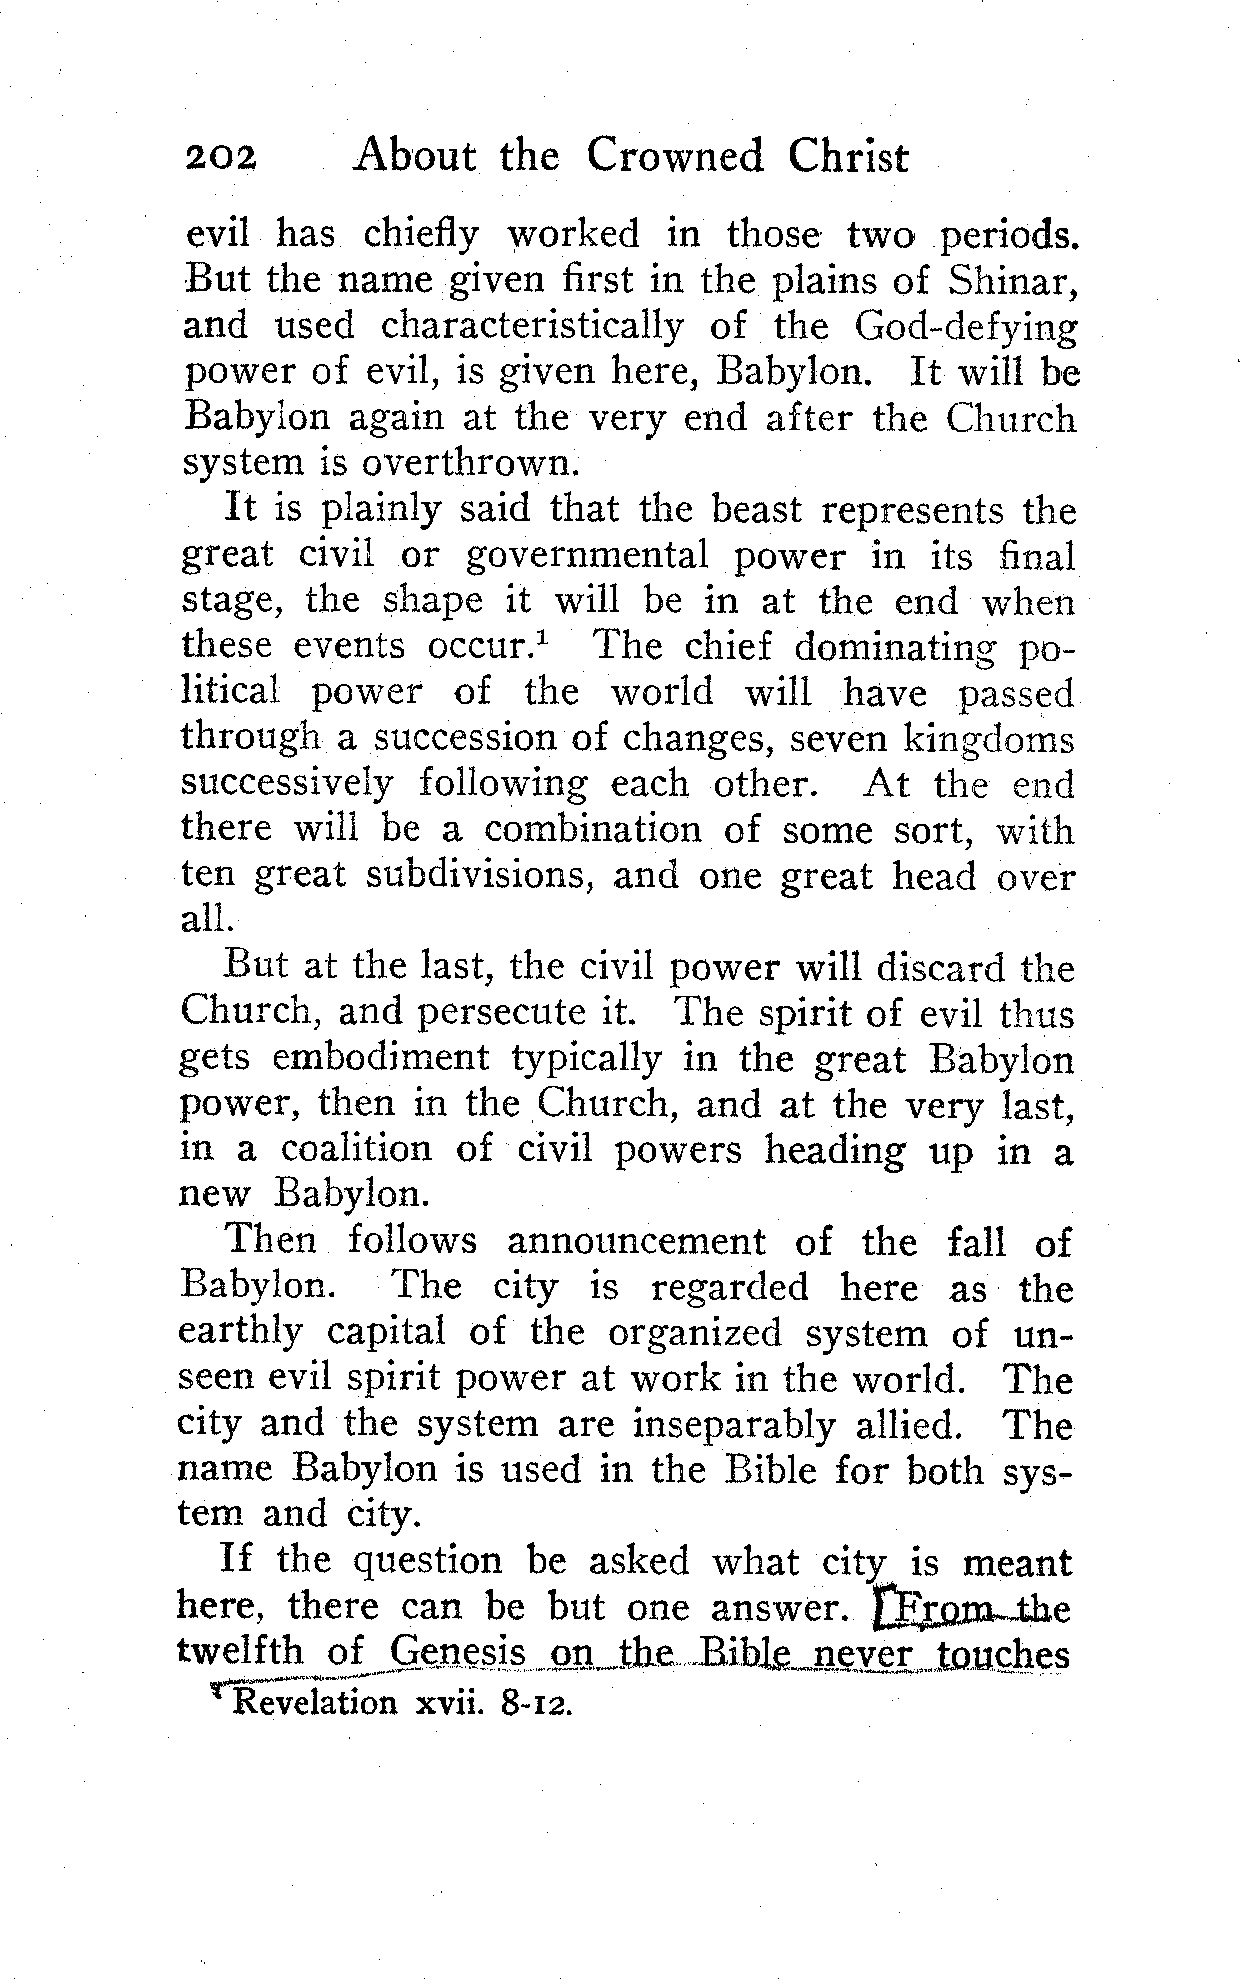 202 About the Crowned Christ
evil has chiefly worked in those two periods.
But the name given first in the plains of Shinar,
and used characteristically of the God-defying
power of evil, is given here, Babylon. It will be
Babylon again at the very end after the Church
system is overthrown.
It is plainly said that the beast represents the
great civil or governmental power in its final
stage, the shape it will be in at the end when
these events occur.¹ The chief dominating po-
litical power of the world will have passed
through a succession of changes, seven kingdoms
successively following each other. At the end
there will be a combination of some sort, with
ten great subdivisions, and one great head over
all.
But at the last, the civil power will discard the
Church, and persecute it. The spirit of evil thus
gets embodiment typically in the great Babylon
power, then in the Church, and at the very last,
in a coalition of civil powers heading up in a
new Babylon.
Then follows announcement of the fall of
Babylon. The city is regarded here as the
earthly capital of the organized system of un-
seen evil spirit power at work in the world. The
city and the system are inseparably allied. The
name Babylon is used in the Bible for both sys-
tem and city.
If the question be asked what city is meant
here, there can be but one answer. [From the
twelfth of Genesis on the Bible never touches
¹ Revelation xvii. 8-12.